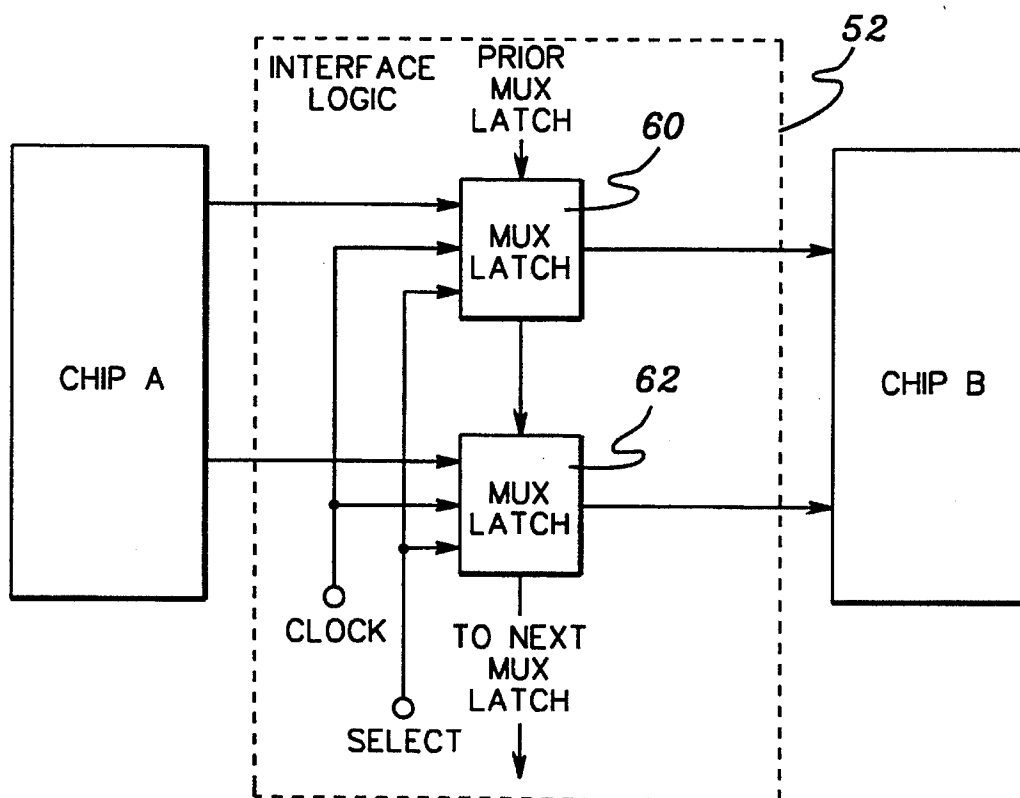 52
INTERFACE
LOGIC
PRIOR
MUX
LATCH
60
MUX
LATCH
CHIP A
CHIP B
62
MUX
LATCH
CLOCK
TO NEXT
MUX
LATCH
SELECT